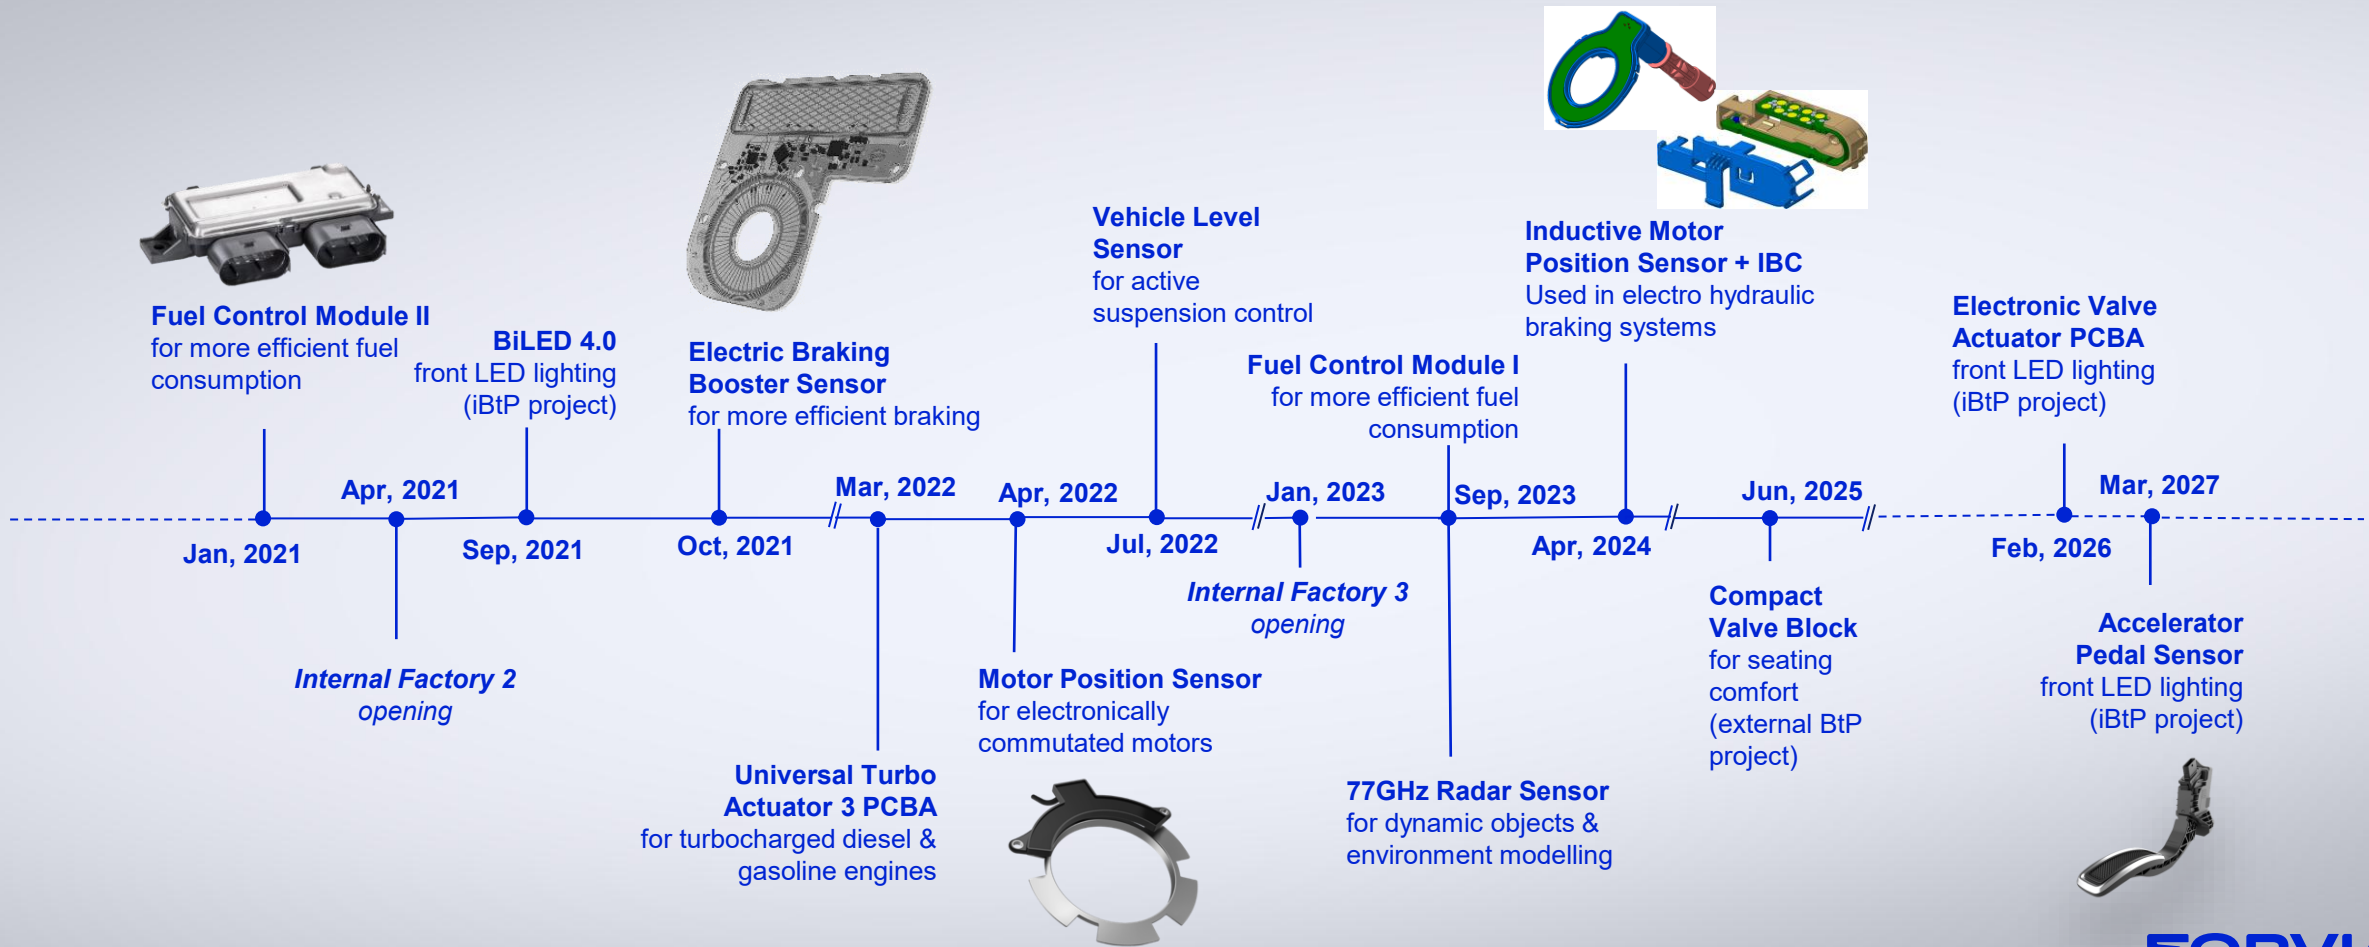 Fuel Control Module II
for more efficient fuel
consumption
Jan, 2021
Apr, 2021
Internal Factory 2
opening
BiLED 4.0
front LED lighting
(iBtP project)
Sep, 2021
Electric Braking
Booster Sensor
for more efficient braking
Oct, 2021
Mar, 2022
Universal Turbo
Actuator 3 PCBA
for turbocharged diesel &
gasoline engines
Apr, 2022
Motor Position Sensor
for electronically
commutated motors
Vehicle Level
Sensor
for active
suspension control
Jul, 2022
Jan, 2023
Internal Factory 3
opening
Fuel Control Module I
for more efficient fuel
consumption
Sep, 2023
77GHz Radar Sensor
for dynamic objects &
environment modelling
Inductive Motor
Position Sensor + IBC
Used in electro hydraulic
braking systems
Apr, 2024
Jun, 2025
Compact
Valve Block
for seating
comfort
(external BtP
project)
Electronic Valve
Actuator PCBA
front LED lighting
(iBtP project)
Feb, 2026
Mar, 2027
Accelerator
Pedal Sensor
front LED lighting
(iBtP project)